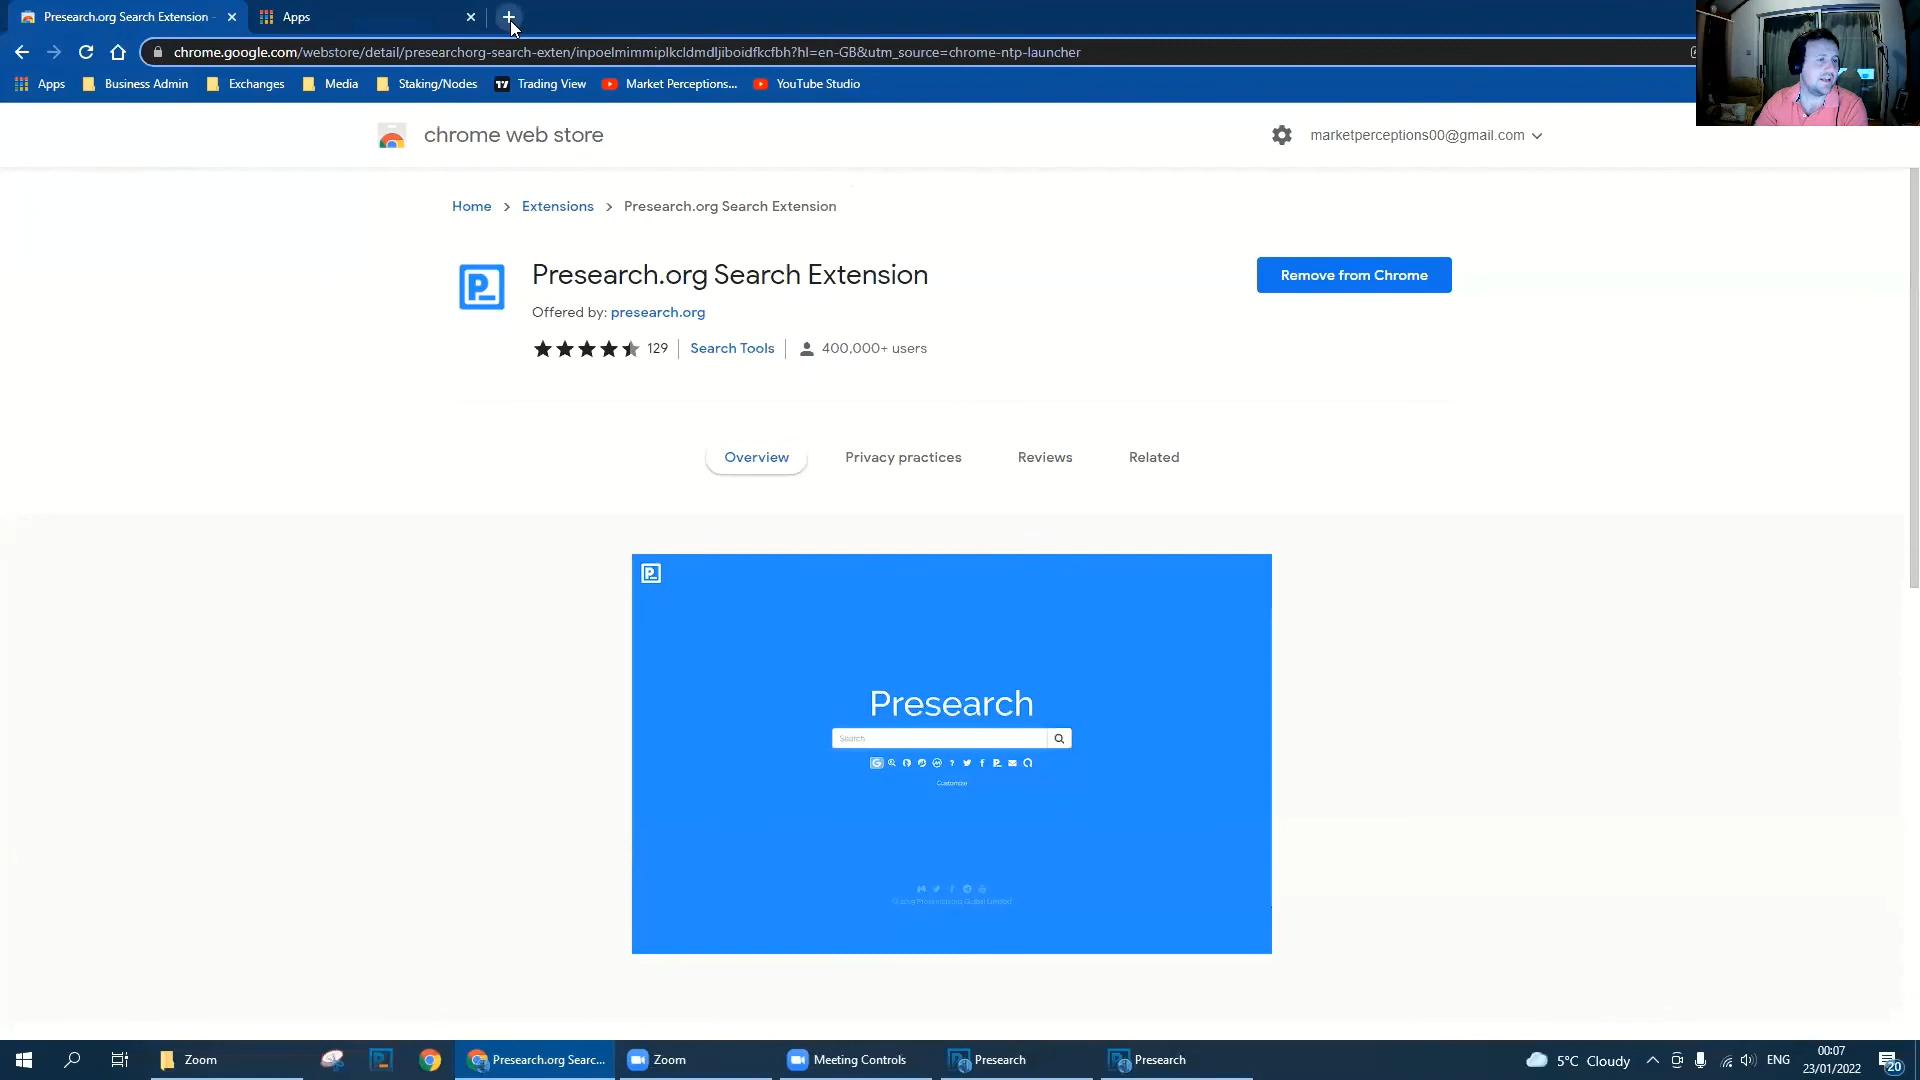 Presearch.org Search Extension -
Apps
chrome.google.com/webstore/detail/presearchorg-search-exten/inpoelmimmiplkcldmdljiboidfkcfbh?hl=en-GB&utm_source=chrome-ntp-launcher
Apps Business Admin Exchanges Media Staking/Nodes Trading View Market Perceptions... YouTube Studio
chrome web store
marketperceptions00@gmail.com
Home > Extensions > Presearch.org Search Extension
P_
Presearch.org Search Extension
Remove from Chrome
Offered by: presearch.org
129 Search Tools 400,000+ users
Overview Privacy practices Reviews Related
P_
Presearch
Search
Customize
Zoom Presearch.org Searc... Zoom Meeting Controls Presearch Presearch 5°C Cloudy ENG 00:07
23/01/2022
20